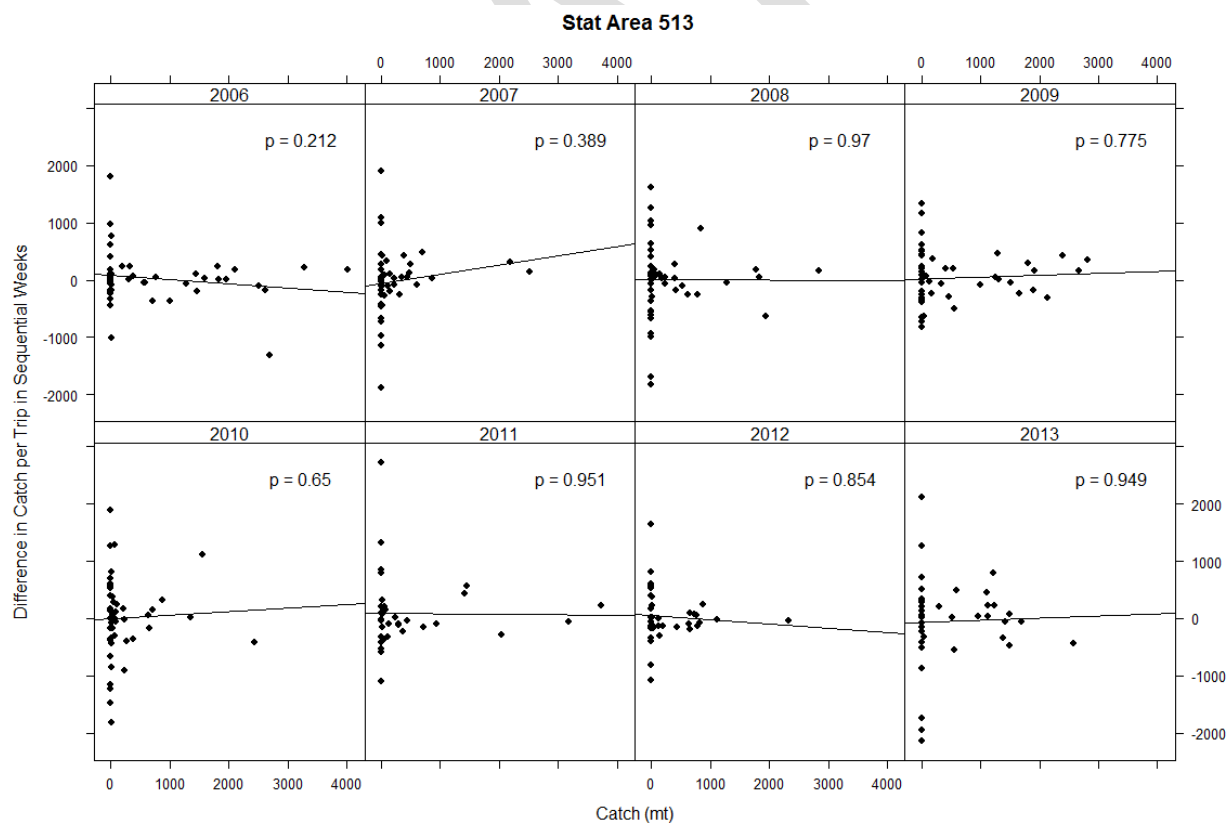 Stat Area 513
0 1000 2000 3000 4000 0 1000 2000 3000 4000
2006 2007 2008 2009
p = 0.212 p = 0.389 p = 0.97 p = 0.775
2000
1000
0
-1000
-2000
Difference in Catch per Trip in Sequential Weeks
2010 2011 2012 2013
p = 0.65 p = 0.951 p = 0.854 p = 0.949
2000
1000
0
-1000
-2000
0 1000 2000 3000 4000 0 1000 2000 3000 4000
Catch (mt)